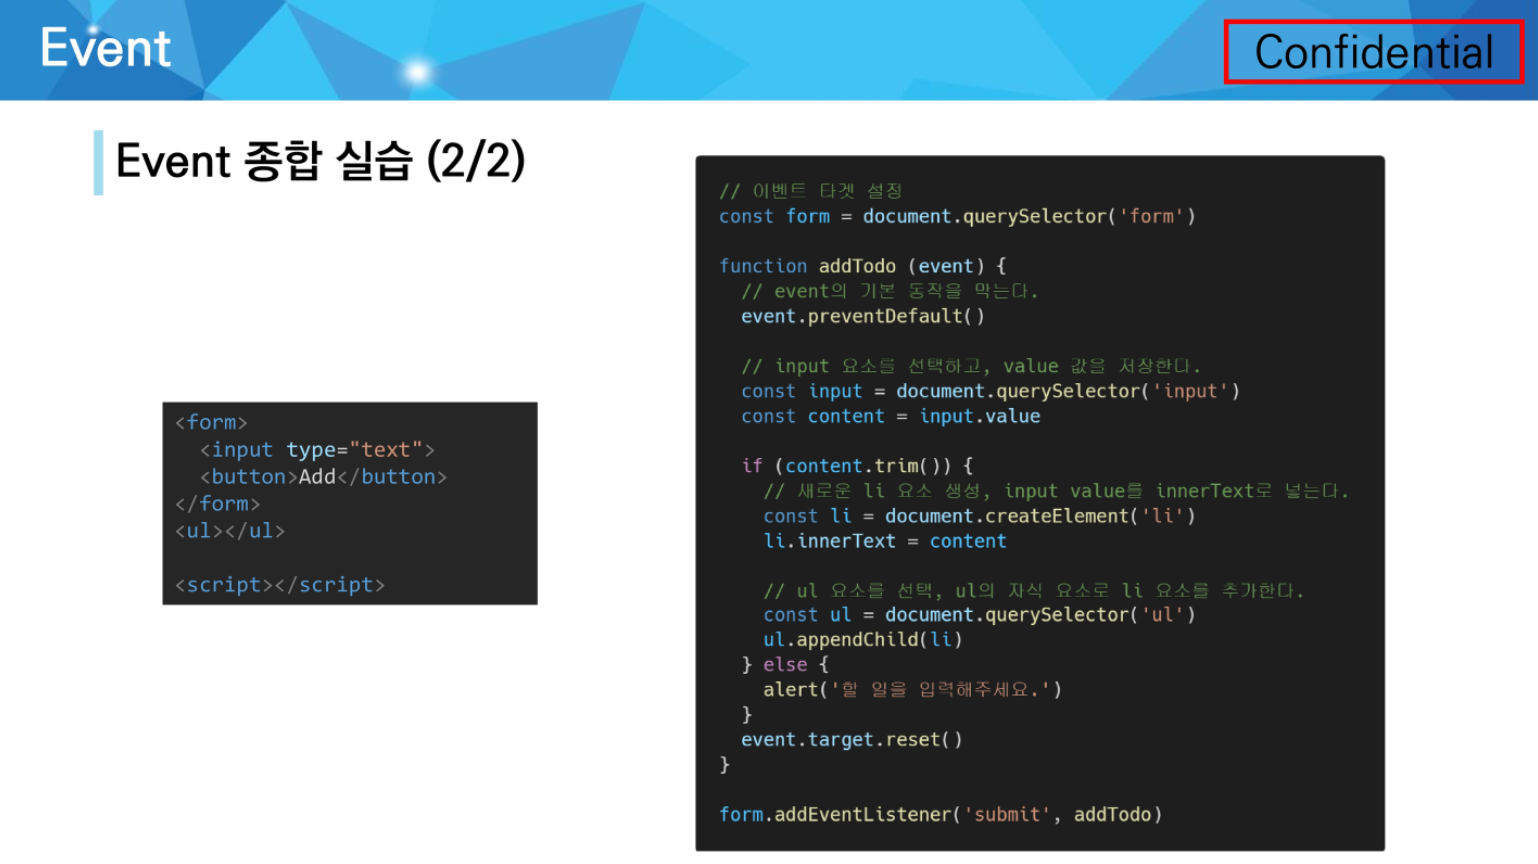 Event
Confidential
Event 종합 실습 (2/2)
<form>
  <input type="text">
  <button>Add</button>
</form>
<ul></ul>

<script></script>
// 이벤트 타겟 설정
const form = document.querySelector('form')

function addTodo (event) {
  // event의 기본 동작을 막는다.
  event.preventDefault()

  // input 요소를 선택하고, value 값을 저장한다.
  const input = document.querySelector('input')
  const content = input.value

  if (content.trim()) {
    // 새로운 li 요소 생성, input value를 innerText로 넣는다.
    const li = document.createElement('li')
    li.innerText = content

    // ul 요소를 선택, ul의 자식 요소로 li 요소를 추가한다.
    const ul = document.querySelector('ul')
    ul.appendChild(li)
  } else {
    alert('할 일을 입력해주세요.')
  }
  event.target.reset()
}

form.addEventListener('submit', addTodo)